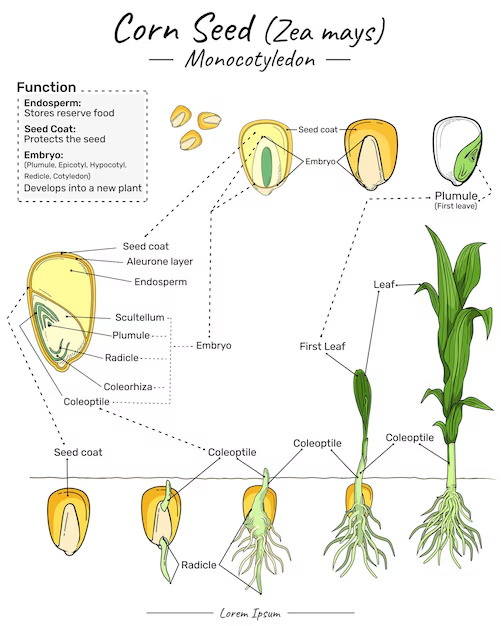 Corn Seed (Zea mays)
Monocotyledon
Function
Endosperm:
Stores reserve food
Seed Coat:
Protects the seed
Embryo:
(Plumule, Epicotyl, Hypocotyl,
Redicle, Cotyledon)
Develops into a new plant
Seed coat
Embryo
Plumule
(First leave)
Seed coat
Aleurone layer
Endosperm
Scultellum
Plumule
Radicle
Coleorhiza
Coleoptile
Embryo
Leaf
First Leaf
Seed coat
Coleoptile
Coleoptile
Coleoptile
Radicle
Lorem Ipsum